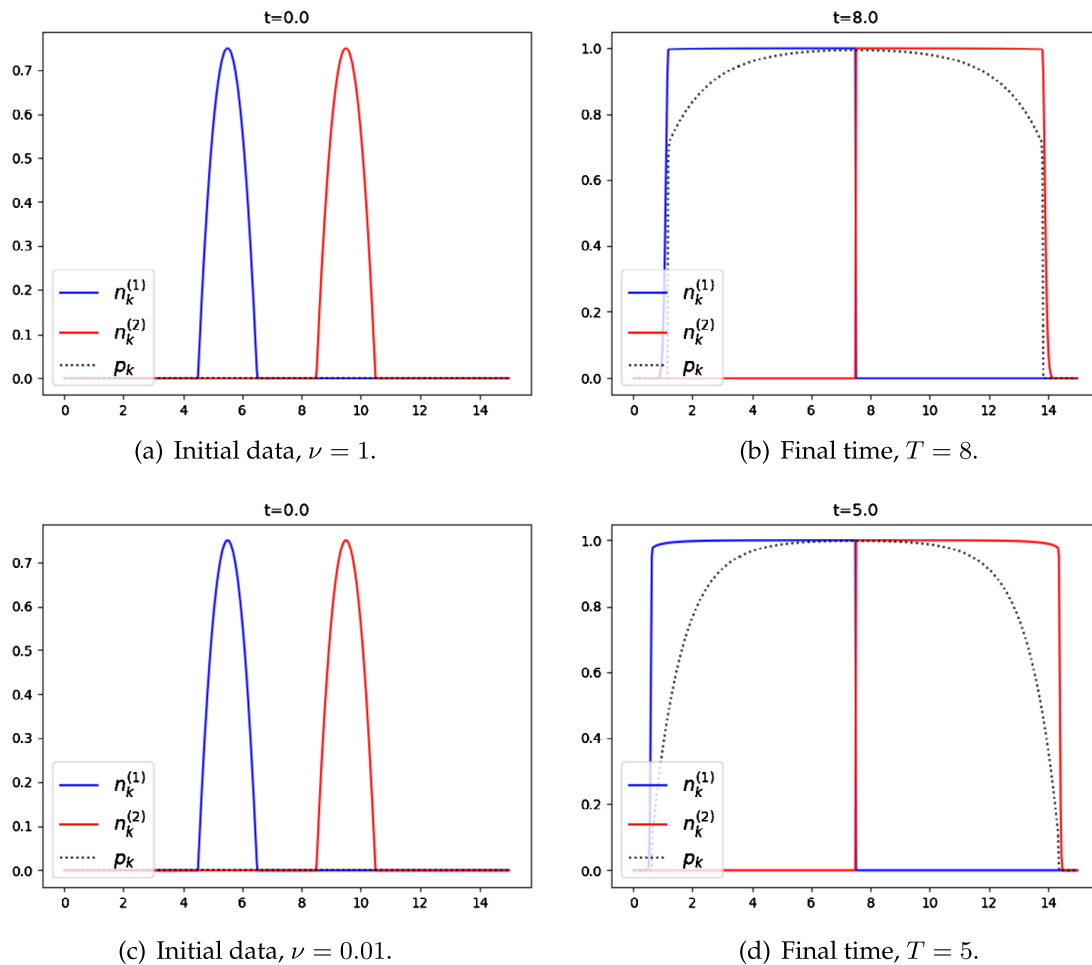 t=0.0
0.7
0.6
0.5
0.4
0.3
0.2
0.1
0.0
n_k^{(1)}
n_k^{(2)}
p_k
0 2 4 6 8 10 12 14
(a) Initial data, ν = 1.
t=8.0
1.0
0.8
0.6
0.4
0.2
0.0
n_k^{(1)}
n_k^{(2)}
p_k
0 2 4 6 8 10 12 14
(b) Final time, T = 8.
t=0.0
0.7
0.6
0.5
0.4
0.3
0.2
0.1
0.0
n_k^{(1)}
n_k^{(2)}
p_k
0 2 4 6 8 10 12 14
(c) Initial data, ν = 0.01.
t=5.0
1.0
0.8
0.6
0.4
0.2
0.0
n_k^{(1)}
n_k^{(2)}
p_k
0 2 4 6 8 10 12 14
(d) Final time, T = 5.